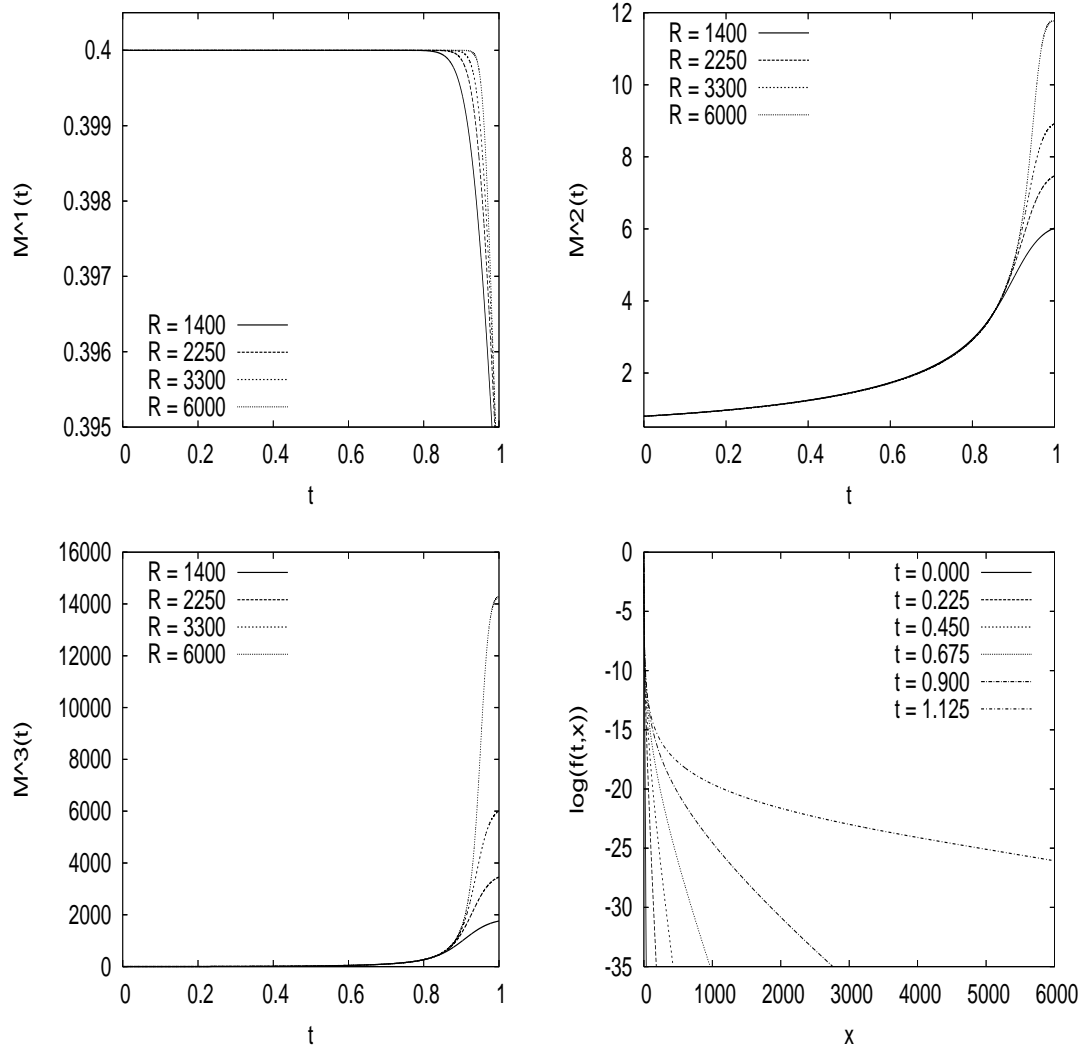 M^1(t)
0.4
0.399
0.398
0.397
0.396
0.395
R = 1400
R = 2250
R = 3300
R = 6000
0 0.2 0.4 0.6 0.8 1
t
M^2(t)
12
10
8
6
4
2
R = 1400
R = 2250
R = 3300
R = 6000
0 0.2 0.4 0.6 0.8 1
t
M^3(t)
16000
14000
12000
10000
8000
6000
4000
2000
0
R = 1400
R = 2250
R = 3300
R = 6000
0 0.2 0.4 0.6 0.8 1
t
log(f(t,x))
0
-5
-10
-15
-20
-25
-30
-35
t = 0.000
t = 0.225
t = 0.450
t = 0.675
t = 0.900
t = 1.125
0 1000 2000 3000 4000 5000 6000
x